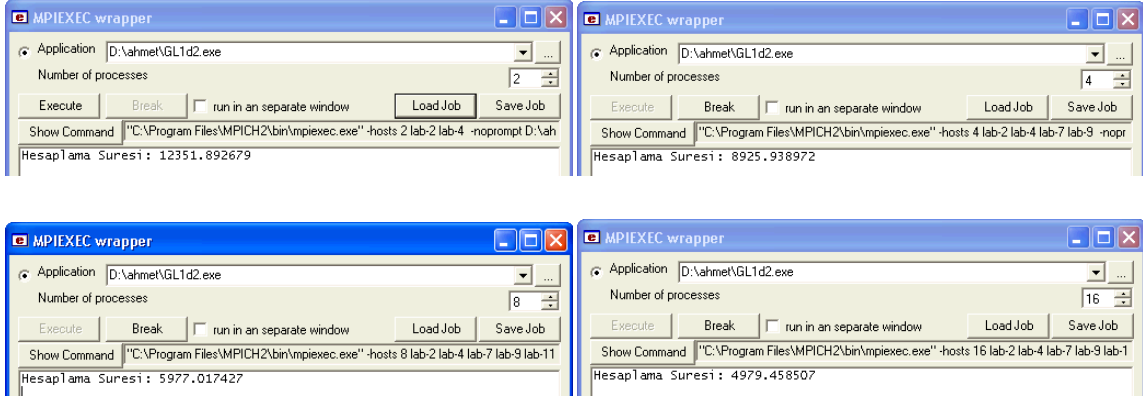 MPIEXEC wrapper
Application D:\ahmet\GL1d2.exe ...
Number of processes 2
Execute Break run in an separate window Load Job Save Job
Show Command "C:\Program Files\MPICH2\bin\mpiexec.exe" -hosts 2 lab-2 lab-4 -noprompt D:\ah
Hesaplama Suresi: 12351.892679
MPIEXEC wrapper
Application D:\ahmet\GL1d2.exe ...
Number of processes 4
Execute Break run in an separate window Load Job Save Job
Show Command "C:\Program Files\MPICH2\bin\mpiexec.exe" -hosts 4 lab-2 lab-4 lab-7 lab-9 -nopr
Hesaplama Suresi: 8925.938972
MPIEXEC wrapper
Application D:\ahmet\GL1d2.exe ...
Number of processes 8
Execute Break run in an separate window Load Job Save Job
Show Command "C:\Program Files\MPICH2\bin\mpiexec.exe" -hosts 8 lab-2 lab-4 lab-7 lab-9 lab-11
Hesaplama Suresi: 5977.017427
MPIEXEC wrapper
Application D:\ahmet\GL1d2.exe ...
Number of processes 16
Execute Break run in an separate window Load Job Save Job
Show Command "C:\Program Files\MPICH2\bin\mpiexec.exe" -hosts 16 lab-2 lab-4 lab-7 lab-9 lab-1
Hesaplama Suresi: 4979.458507